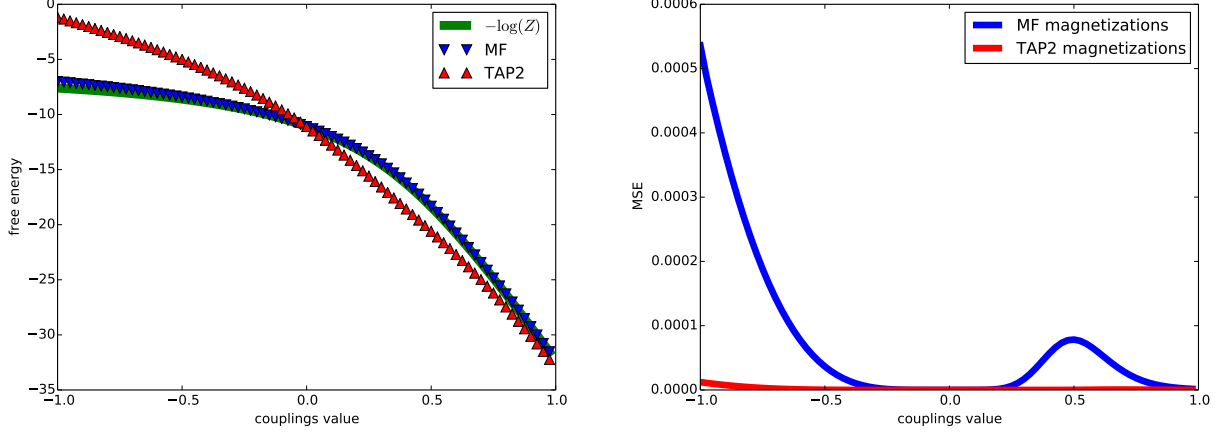 0
−5
−10
−15
−20
−25
−30
−35
free energy
−1.0 −0.5 0.0 0.5 1.0
couplings value
−log(Z)
MF
TAP2
0.0006
0.0005
0.0004
0.0003
0.0002
0.0001
0.0000
MSE
−1.0 −0.5 0.0 0.5 1.0
couplings value
MF magnetizations
TAP2 magnetizations